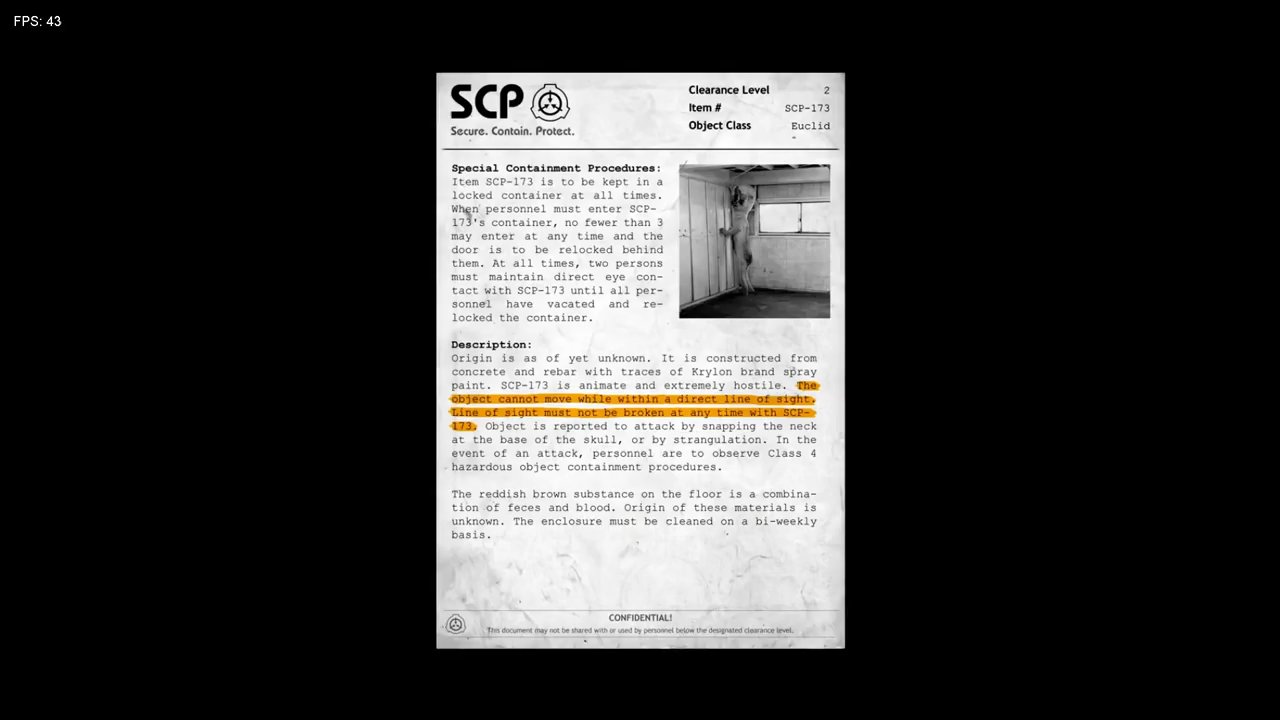 FPS: 43
SCP
Secure. Contain. Protect.
Clearance Level 2
Item # SCP-173
Object Class Euclid
Special Containment Procedures:
Item SCP-173 is to be kept in a
locked container at all times.
When personnel must enter SCP-
173's container, no fewer than 3
may enter at any time and the
door is to be relocked behind
them. At all times, two persons
must maintain direct eye con-
tact with SCP-173 until all per-
sonnel have vacated and re-
locked the container.
Description:
Origin is as of yet unknown. It is constructed from
concrete and rebar with traces of Krylon brand spray
paint. SCP-173 is animate and extremely hostile. The
object cannot move while within a direct line of sight.
Line of sight must not be broken at any time with SCP-
173. Object is reported to attack by snapping the neck
at the base of the skull, or by strangulation. In the
event of an attack, personnel are to observe Class 4
hazardous object containment procedures.
The reddish brown substance on the floor is a combina-
tion of feces and blood. Origin of these materials is
unknown. The enclosure must be cleaned on a bi-weekly
basis.
CONFIDENTIAL!
This document may not be shared with or used by personnel below the designated clearance level.